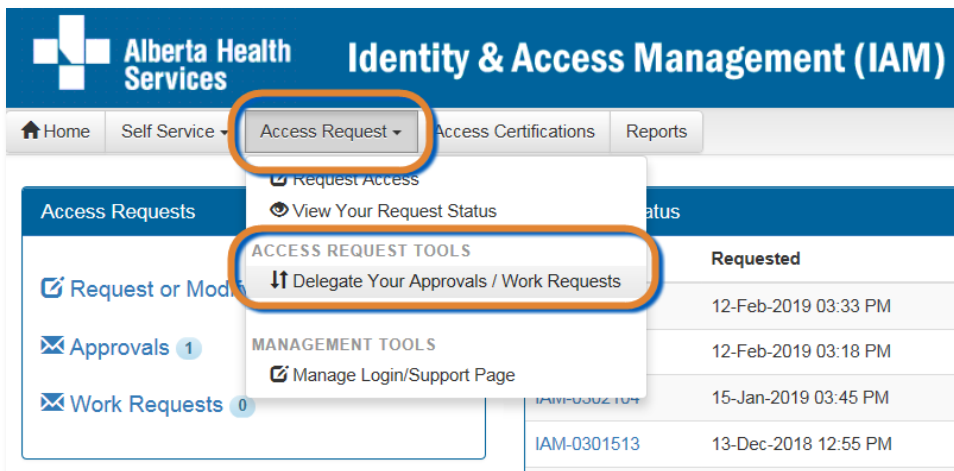 Alberta Health
Services
Identity & Access Management (IAM)
Home Self Service Access Request Access Certifications Reports
Request Access
View Your Request Status
ACCESS REQUEST TOOLS
Delegate Your Approvals / Work Requests
MANAGEMENT TOOLS
Manage Login/Support Page
Access Requests
Request or
Approvals 1
Work Requests 0
Requested
12-Feb-2019 03:33 PM
12-Feb-2019 03:18 PM
IAM-0302104 15-Jan-2019 03:45 PM
IAM-0301513 13-Dec-2018 12:55 PM